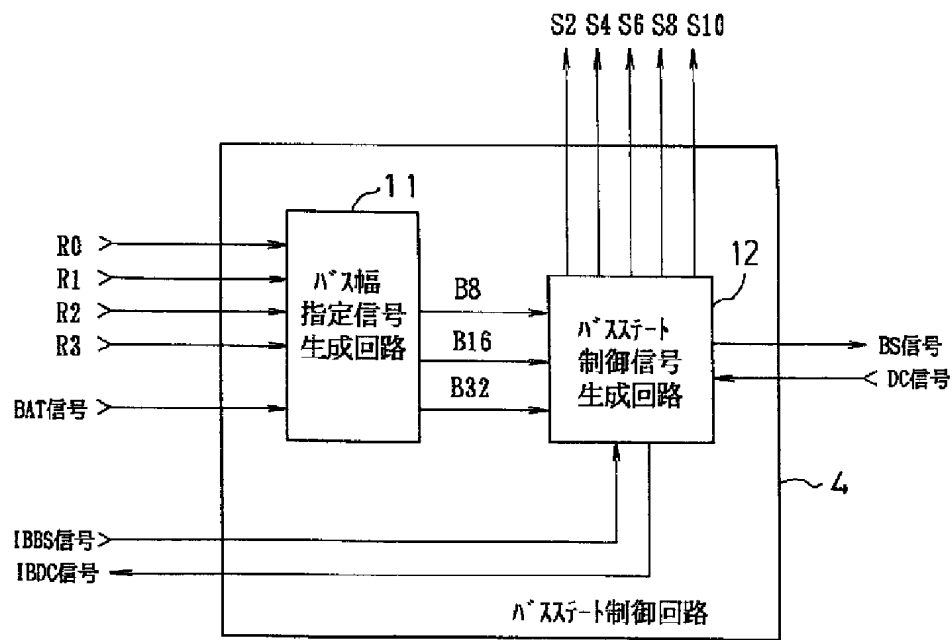 S2 S4 S6 S8 S10
11
R0
R1
R2
R3
BAT信号
バス幅
指定信号
生成回路
B8
B16
B32
12
バスステート
制御信号
生成回路
BS信号
DC信号
4
IBBS信号
IBDC信号
バスステート制御回路